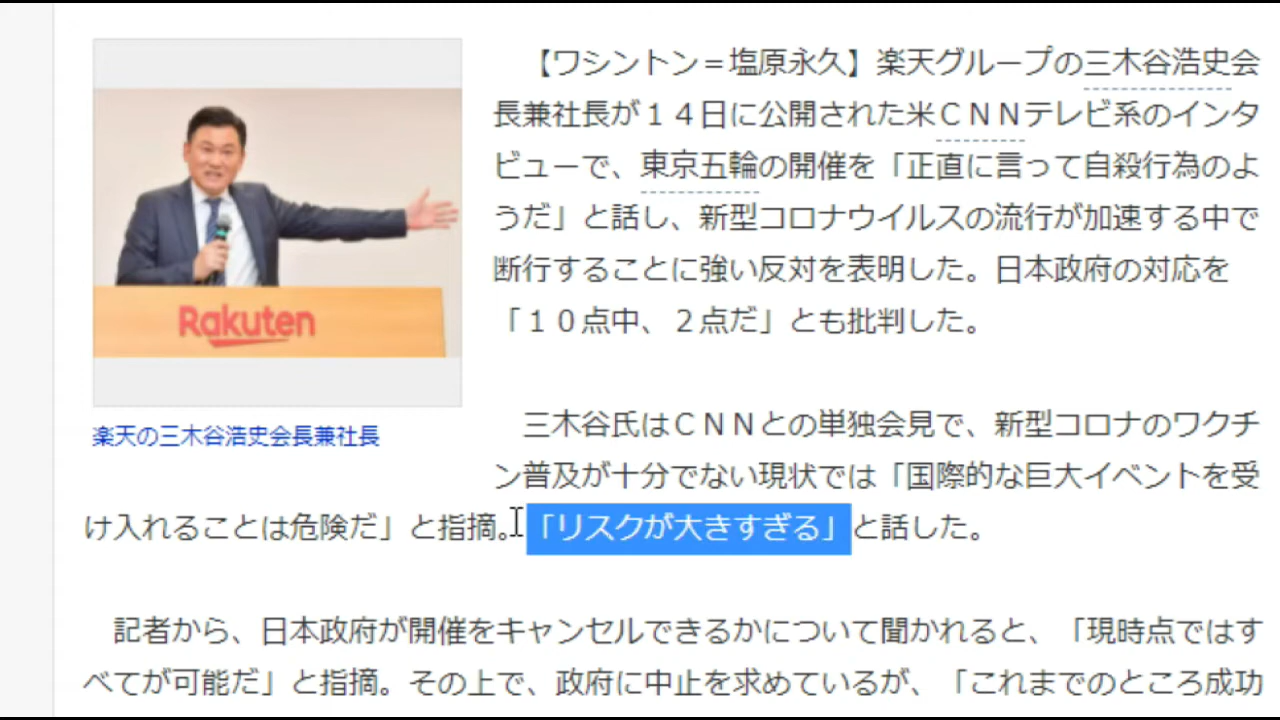 【ワシントン＝塩原永久】楽天グループの三木谷浩史会
長兼社長が１４日に公開された米ＣＮＮテレビ系のインタ
ビューで、東京五輪の開催を「正直に言って自殺行為のよ
うだ」と話し、新型コロナウイルスの流行が加速する中で
断行することに強い反対を表明した。日本政府の対応を
「１０点中、２点だ」とも批判した。
Rakuten
楽天の三木谷浩史会長兼社長
三木谷氏はＣＮＮとの単独会見で、新型コロナのワクチ
ン普及が十分でない現状では「国際的な巨大イベントを受
け入れることは危険だ」と指摘。「リスクが大きすぎる」と話した。
記者から、日本政府が開催をキャンセルできるかについて聞かれると、「現時点ではす
べてが可能だ」と指摘。その上で、政府に中止を求めているが、「これまでのところ成功